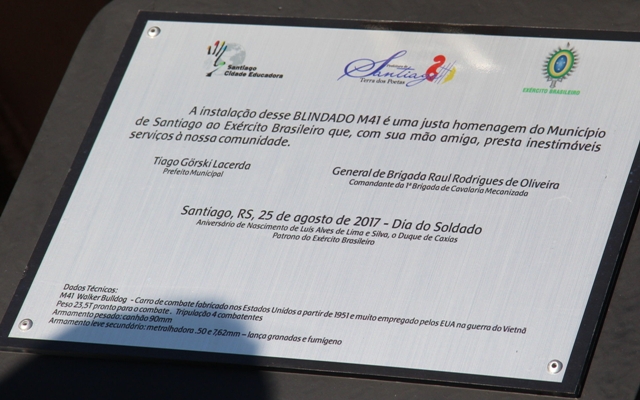 Santiago
Cidade Educadora
Santiago
Terra dos Poetas
EXÉRCITO BRASILEIRO
A instalação desse BLINDADO M41 é uma justa homenagem do Município
de Santiago ao Exército Brasileiro que, com sua mão amiga, presta inestimáveis
serviços à nossa comunidade.
Tiago Görski Lacerda
Prefeito Municipal
General de Brigada Raul Rodrigues de Oliveira
Comandante da 1ª Brigada de Cavalaria Mecanizada
Santiago, RS, 25 de agosto de 2017 - Dia do Soldado
Aniversário de Nascimento de Luís Alves de Lima e Silva, o Duque de Caxias
Patrono do Exército Brasileiro
Dados Técnicos:
M41 Walker Bulldog - Carro de combate fabricado nos Estados Unidos a partir de 1951 e muito empregado pelos EUA na guerra do Vietnã
Peso 23,5T pronto para o combate . Tripulação 4 combatentes
Armamento pesado: canhão 90mm
Armamento leve secundário: metralhadora .50 e 7,62mm - lança granadas e fumígeno